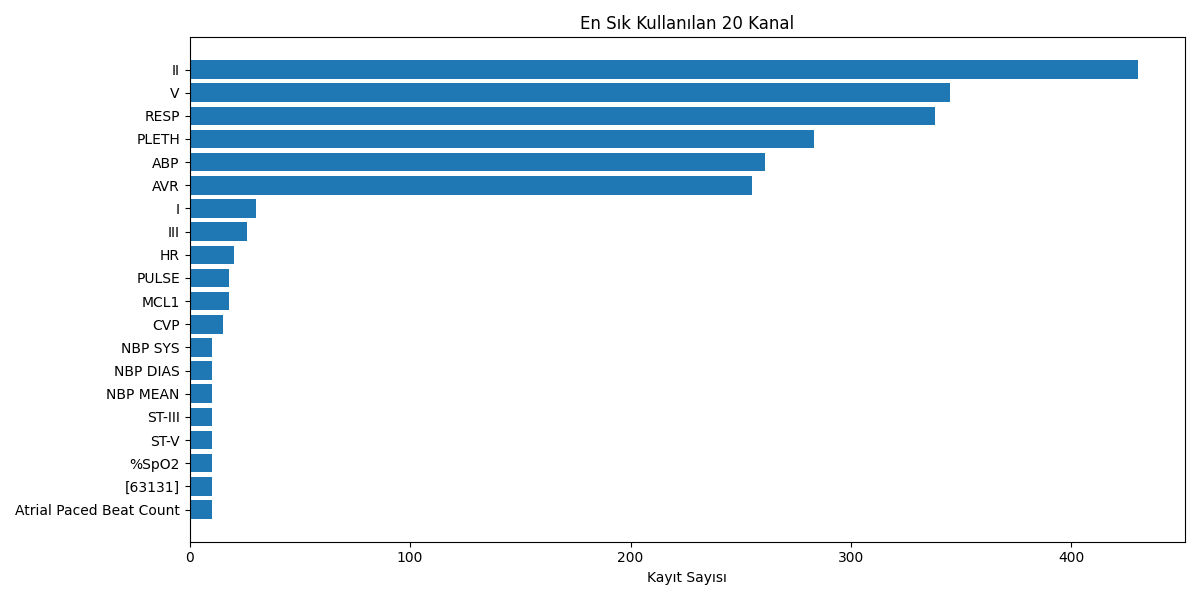 En Sık Kullanılan 20 Kanal
II
V
RESP
PLETH
ABP
AVR
I
III
HR
PULSE
MCL1
CVP
NBP SYS
NBP DIAS
NBP MEAN
ST-III
ST-V
%SpO2
[63131]
Atrial Paced Beat Count
0 100 200 300 400
Kayıt Sayısı